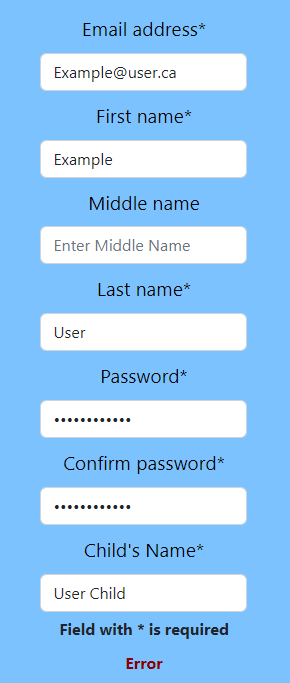 Email address*
Example@user.ca
First name*
Example
Middle name
Enter Middle Name
Last name*
User
Password*
••••••••••••
Confirm password*
••••••••••••
Child's Name*
User Child
Field with * is required
Error